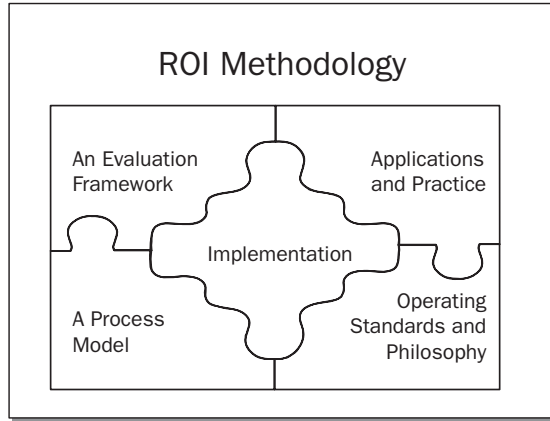 ROI Methodology
An Evaluation
Framework
Applications
and Practice
Implementation
A Process
Model
Operating
Standards and
Philosophy